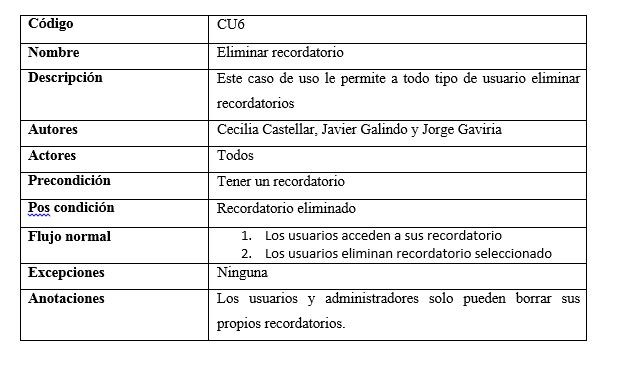 Código CU6
Nombre Eliminar recordatorio
Descripción Este caso de uso le permite a todo tipo de usuario eliminar
recordatorios
Autores Cecilia Castellar, Javier Galindo y Jorge Gaviria
Actores Todos
Precondición Tener un recordatorio
Pos condición Recordatorio eliminado
Flujo normal 1. Los usuarios acceden a sus recordatorio
2. Los usuarios eliminan recordatorio seleccionado
Excepciones Ninguna
Anotaciones Los usuarios y administradores solo pueden borrar sus
propios recordatorios.